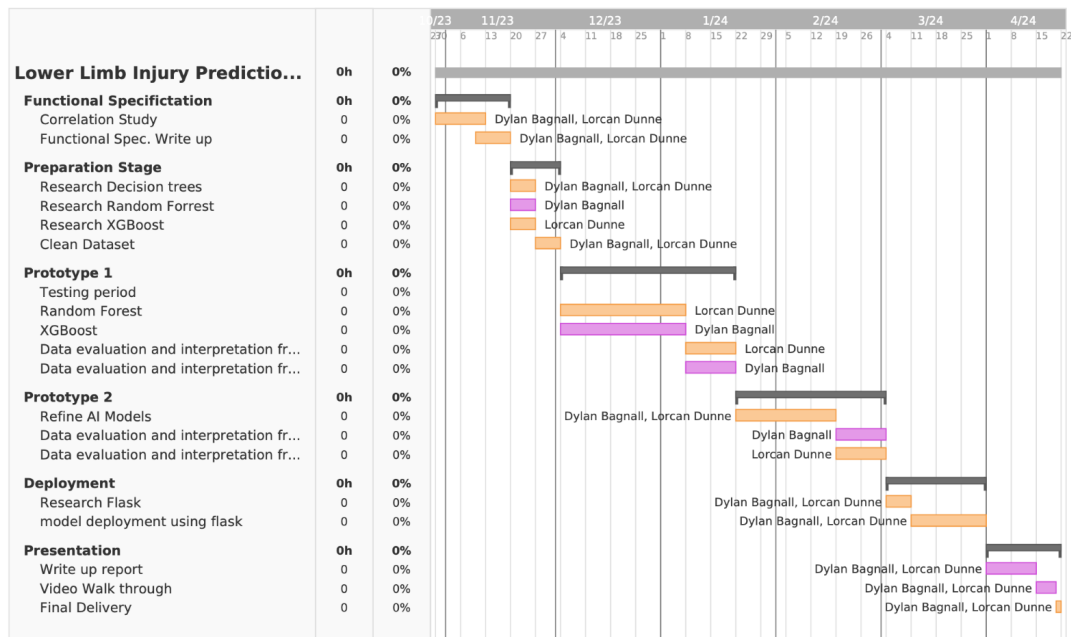 )/23 11/23 12/23 1/24 2/24 3/24 4/24
30 6 13 20 27 4 11 18 25 1 8 15 22 29 5 12 19 26 4 11 18 25 1 8 15 22
Lower Limb Injury Predictio... 0h 0%
Functional Specifictation 0h 0%
Correlation Study 0 0% Dylan Bagnall, Lorcan Dunne
Functional Spec. Write up 0 0% Dylan Bagnall, Lorcan Dunne
Preparation Stage 0h 0%
Research Decision trees 0 0% Dylan Bagnall, Lorcan Dunne
Research Random Forrest 0 0% Dylan Bagnall
Research XGBoost 0 0% Lorcan Dunne
Clean Dataset 0 0% Dylan Bagnall, Lorcan Dunne
Prototype 1 0h 0%
Testing period 0 0%
Random Forest 0 0% Lorcan Dunne
XGBoost 0 0% Dylan Bagnall
Data evaluation and interpretation fr... 0 0% Lorcan Dunne
Data evaluation and interpretation fr... 0 0% Dylan Bagnall
Prototype 2 0h 0%
Refine AI Models 0 0% Dylan Bagnall, Lorcan Dunne
Data evaluation and interpretation fr... 0 0% Dylan Bagnall
Data evaluation and interpretation fr... 0 0% Lorcan Dunne
Deployment 0h 0%
Research Flask 0 0% Dylan Bagnall, Lorcan Dunne
model deployment using flask 0 0% Dylan Bagnall, Lorcan Dunne
Presentation 0h 0%
Write up report 0 0% Dylan Bagnall, Lorcan Dunne
Video Walk through 0 0% Dylan Bagnall, Lorcan Dunne
Final Delivery 0 0% Dylan Bagnall, Lorcan Dunne